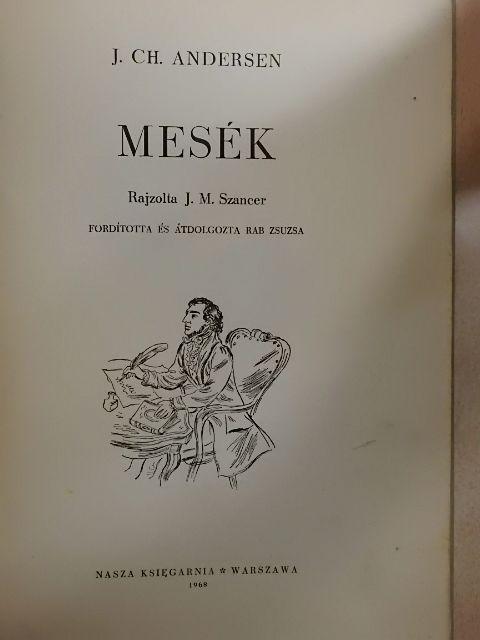 J. CH. ANDERSEN
MESÉK
Rajzolta J. M. Szancer
FORDÍTOTTA ÉS ÁTDOLGOZTA RAB ZSUZSA
NASZA KSIĘGARNIA ☆ WARSZAWA
1968